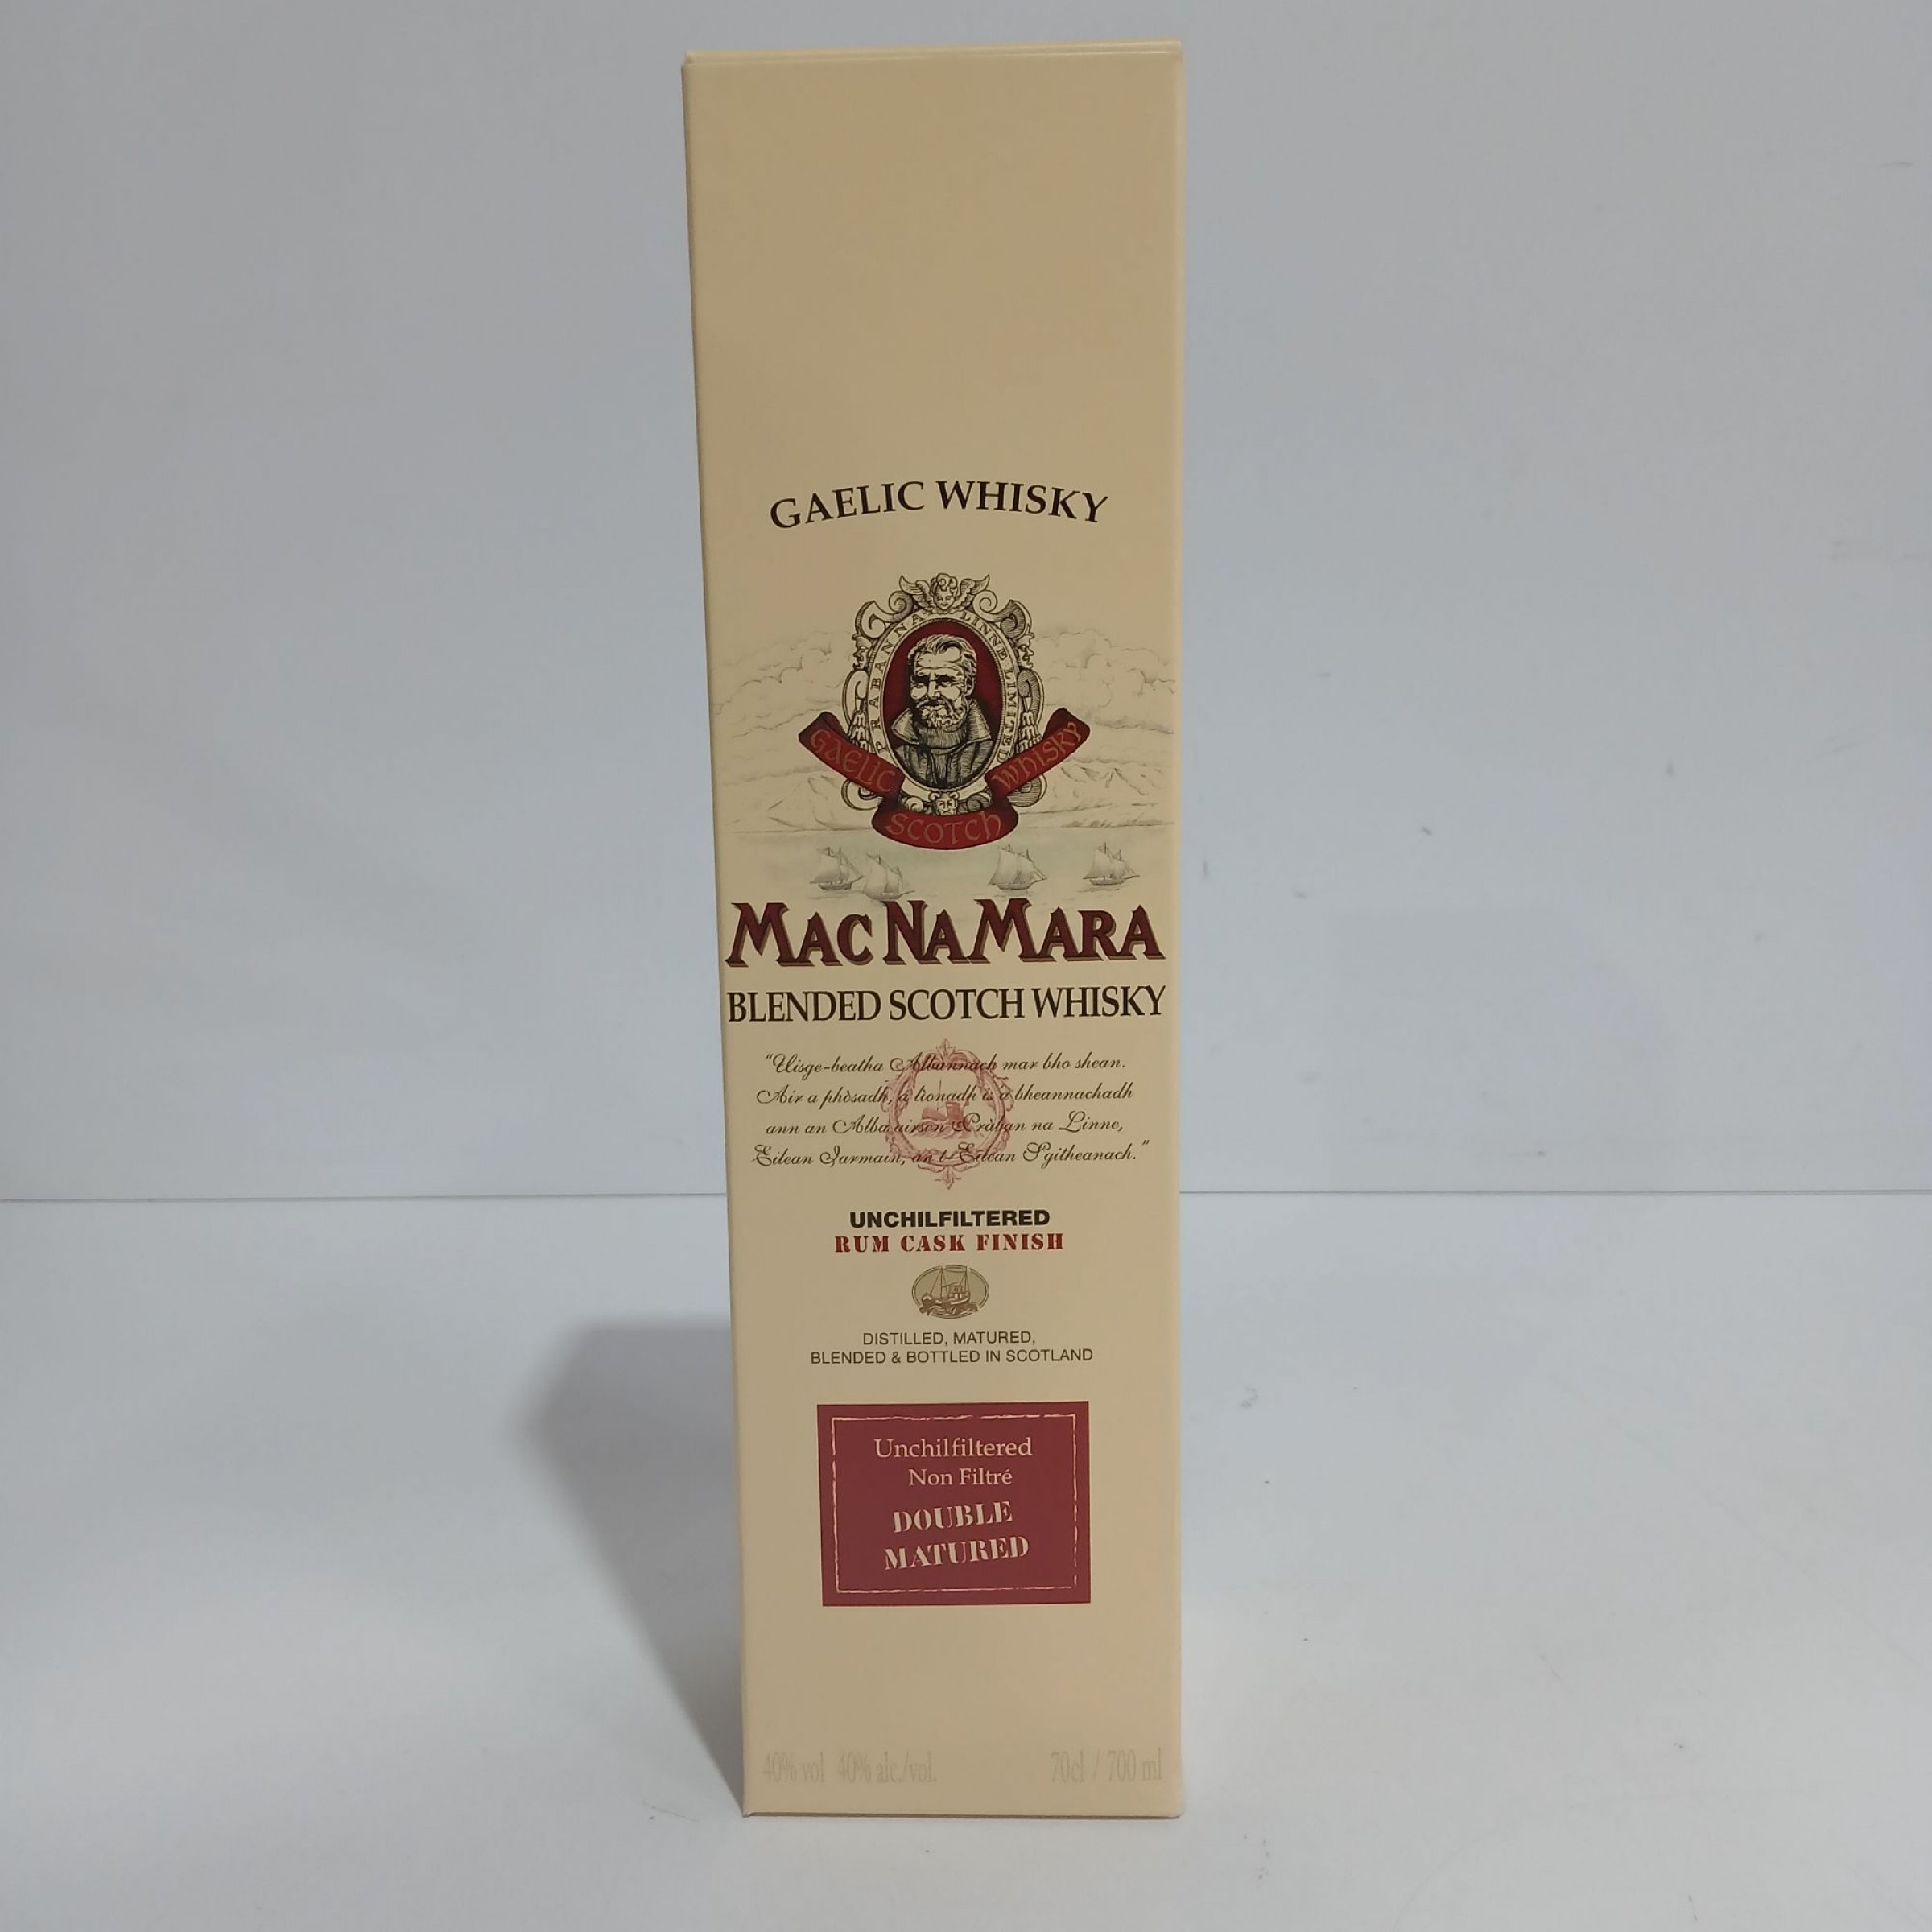 GAELIC WHISKY
PRABAN NA LINNE LIMITED
GAELIC SCOTCH WHISKY
MAC NA MARA
BLENDED SCOTCH WHISKY
"Uisge-beatha Albannach mar bho shean.
Air a phòsadh, a lìonadh is a bheannachadh
ann an Alba airson Pràban na Linne,
Eilean Iarmain, an t-Eilean Sgitheanach."
UNCHILFILTERED
RUM CASK FINISH
DISTILLED, MATURED,
BLENDED & BOTTLED IN SCOTLAND
Unchilfiltered
Non Filtré
DOUBLE
MATURED
40% vol 40% alc./vol. 70cl / 700 ml